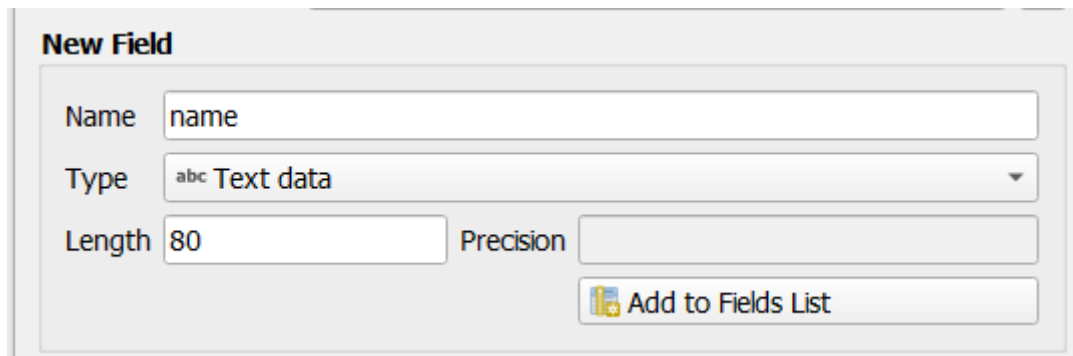 New Field
Name name
Type abc Text data
Length 80 Precision
Add to Fields List